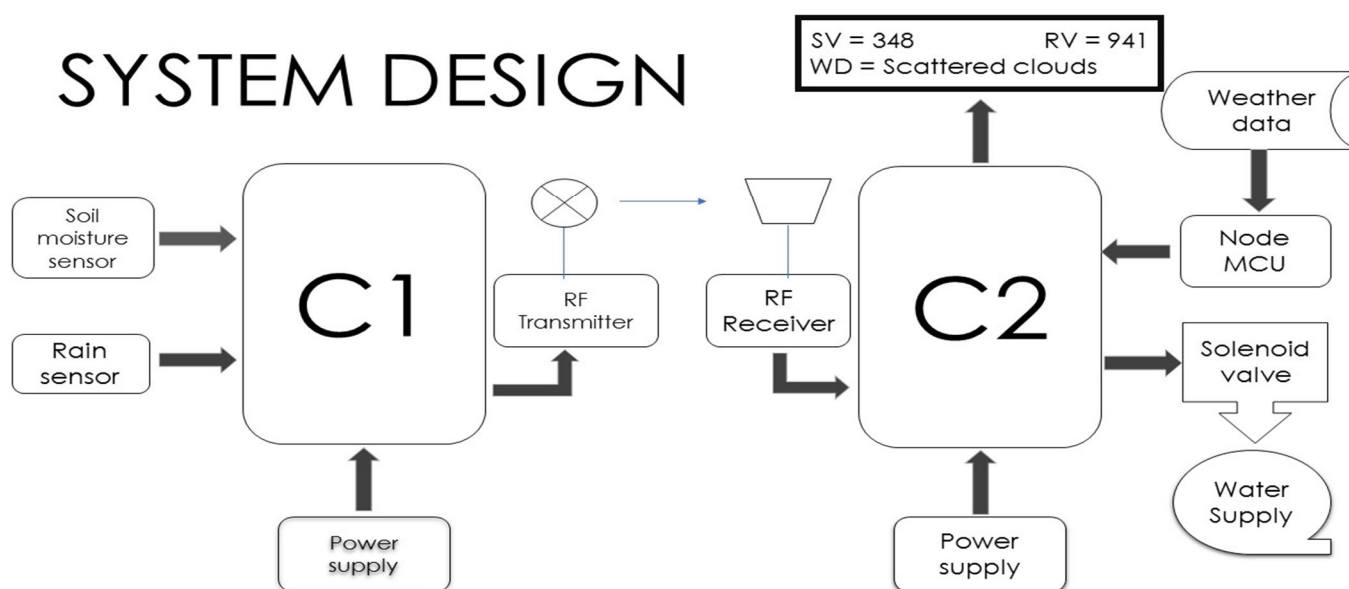 SYSTEM DESIGN
SV = 348 RV = 941
WD = Scattered clouds
Weather
data
Soil
moisture
sensor
C1
RF
Transmitter
RF
Receiver
C2
Node
MCU
Rain
sensor
Solenoid
valve
Power
supply
Power
supply
Water
Supply